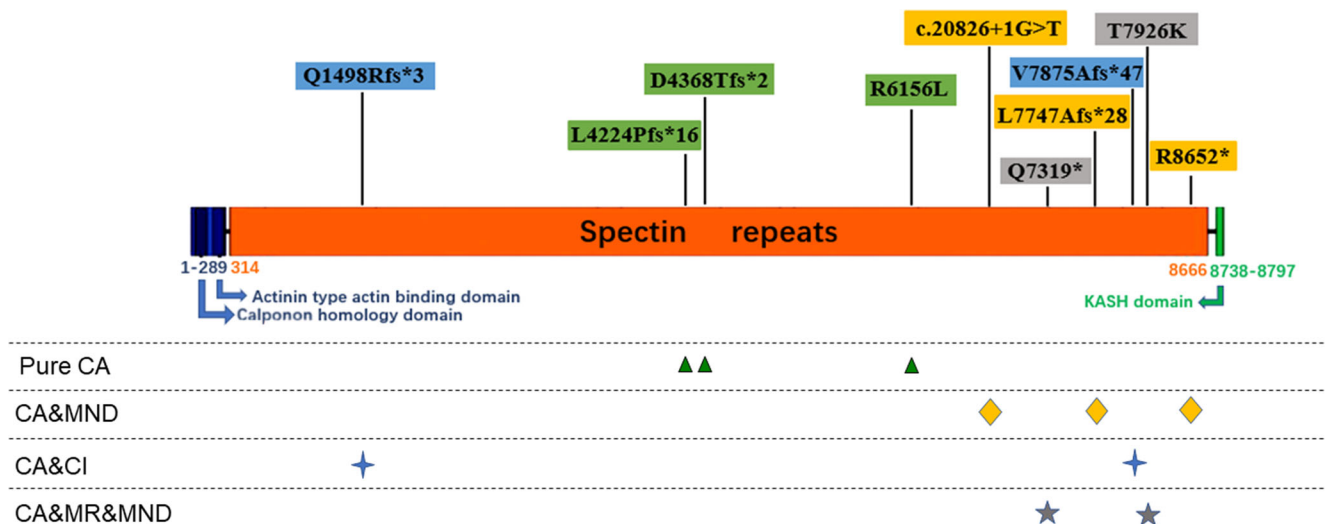 c.20826+1G>T
T7926K
Q1498Rfs*3
D4368Tfs*2
R6156L
V7875Afs*47
L4224Pfs*16
L7747Afs*28
Q7319*
R8652*
Spectin repeats
1-289 314
8666 8738-8797
Actinin type actin binding domain
Calponon homology domain
KASH domain
Pure CA
CA&MND
CA&CI
CA&MR&MND